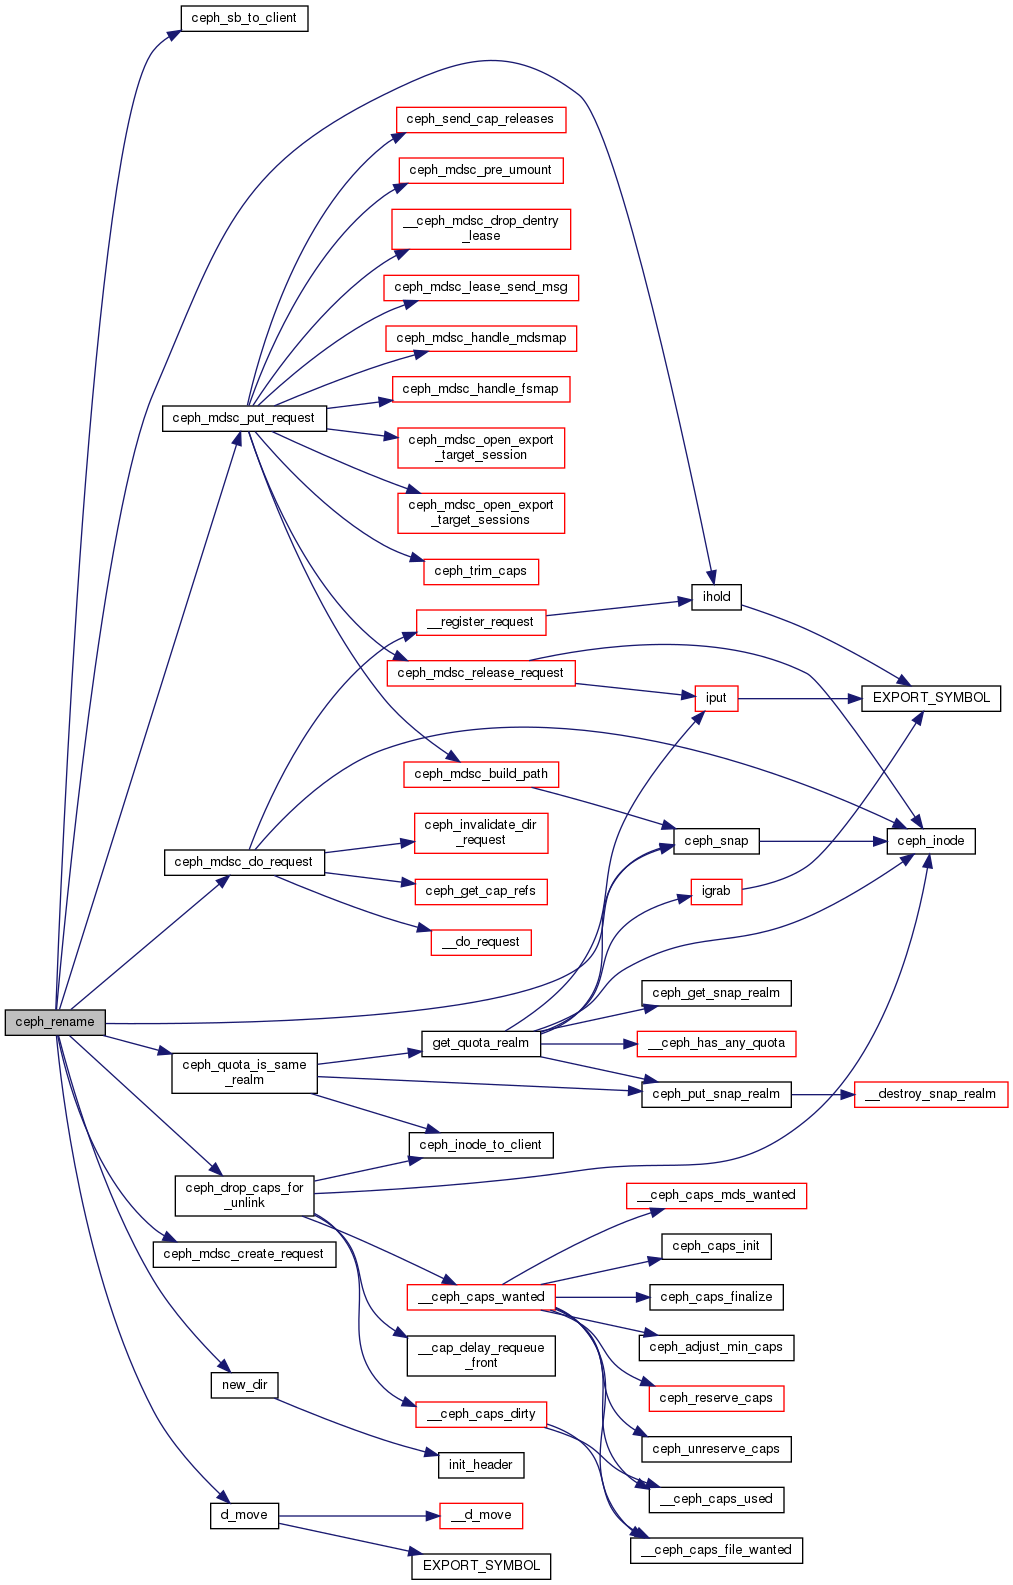 ceph_sb_to_client
ceph_send_cap_releases
ceph_mdsc_pre_umount
__ceph_mdsc_drop_dentry
_lease
ceph_mdsc_lease_send_msg
ceph_mdsc_handle_mdsmap
ceph_mdsc_handle_fsmap
ceph_mdsc_put_request
ceph_mdsc_open_export
_target_session
ceph_mdsc_open_export
_target_sessions
ceph_trim_caps
ihold
__register_request
ceph_mdsc_release_request
iput
EXPORT_SYMBOL
ceph_mdsc_build_path
ceph_invalidate_dir
_request
ceph_snap
ceph_inode
ceph_mdsc_do_request
ceph_get_cap_refs
igrab
__do_request
ceph_get_snap_realm
ceph_rename
get_quota_realm
__ceph_has_any_quota
ceph_quota_is_same
_realm
ceph_put_snap_realm
__destroy_snap_realm
ceph_inode_to_client
ceph_drop_caps_for
_unlink
__ceph_caps_mds_wanted
ceph_mdsc_create_request
ceph_caps_init
__ceph_caps_wanted
ceph_caps_finalize
__cap_delay_requeue
_front
ceph_adjust_min_caps
new_dir
ceph_reserve_caps
__ceph_caps_dirty
ceph_unreserve_caps
init_header
__ceph_caps_used
d_move
__d_move
__ceph_caps_file_wanted
EXPORT_SYMBOL